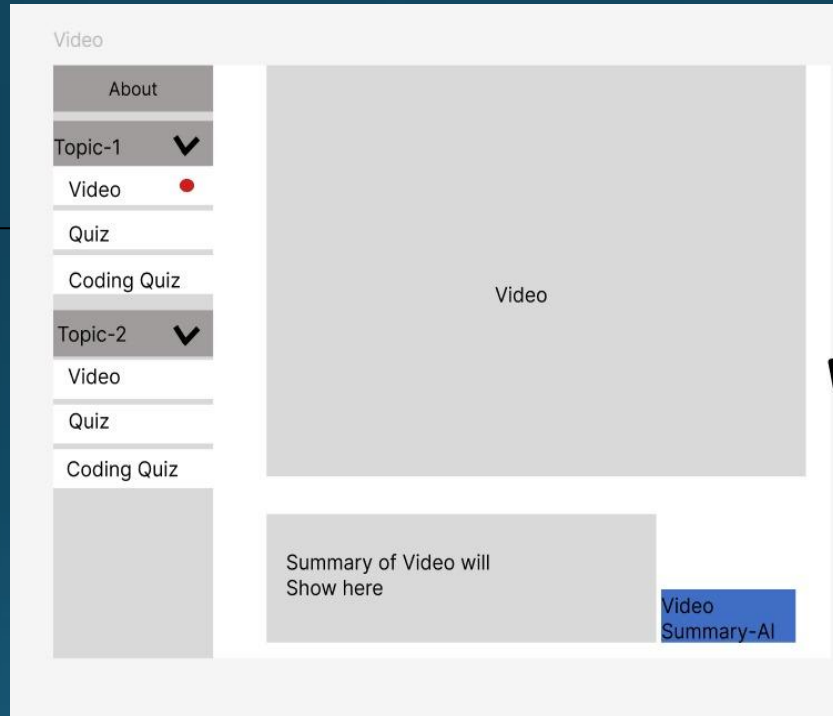 Video
About
Topic-1
Video
Quiz
Coding Quiz
Topic-2
Video
Quiz
Coding Quiz
Video
Summary of Video will
Show here
Video
Summary-AI